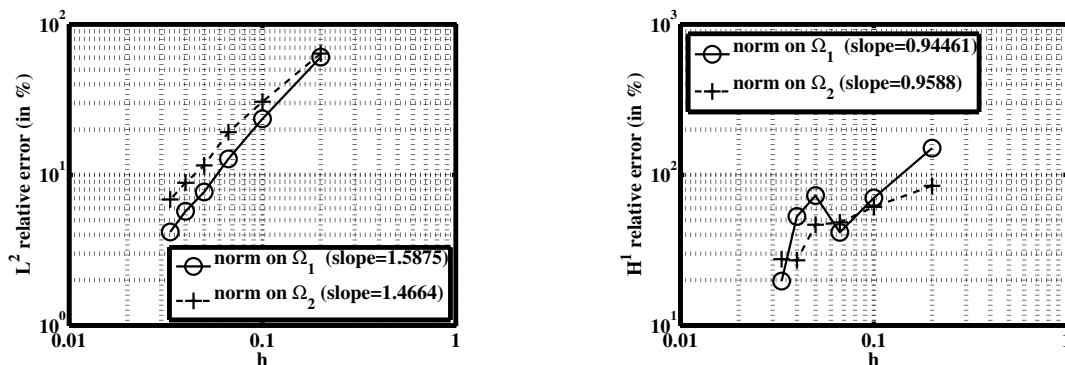 L² relative error (in %)
10²
10¹
10⁰
norm on Ω₁ (slope=1.5875)
norm on Ω₂ (slope=1.4664)
0.01
0.1
1
h
H¹ relative error (in %)
10³
10²
10¹
norm on Ω₁ (slope=0.94461)
norm on Ω₂ (slope=0.9588)
0.01
0.1
1
h